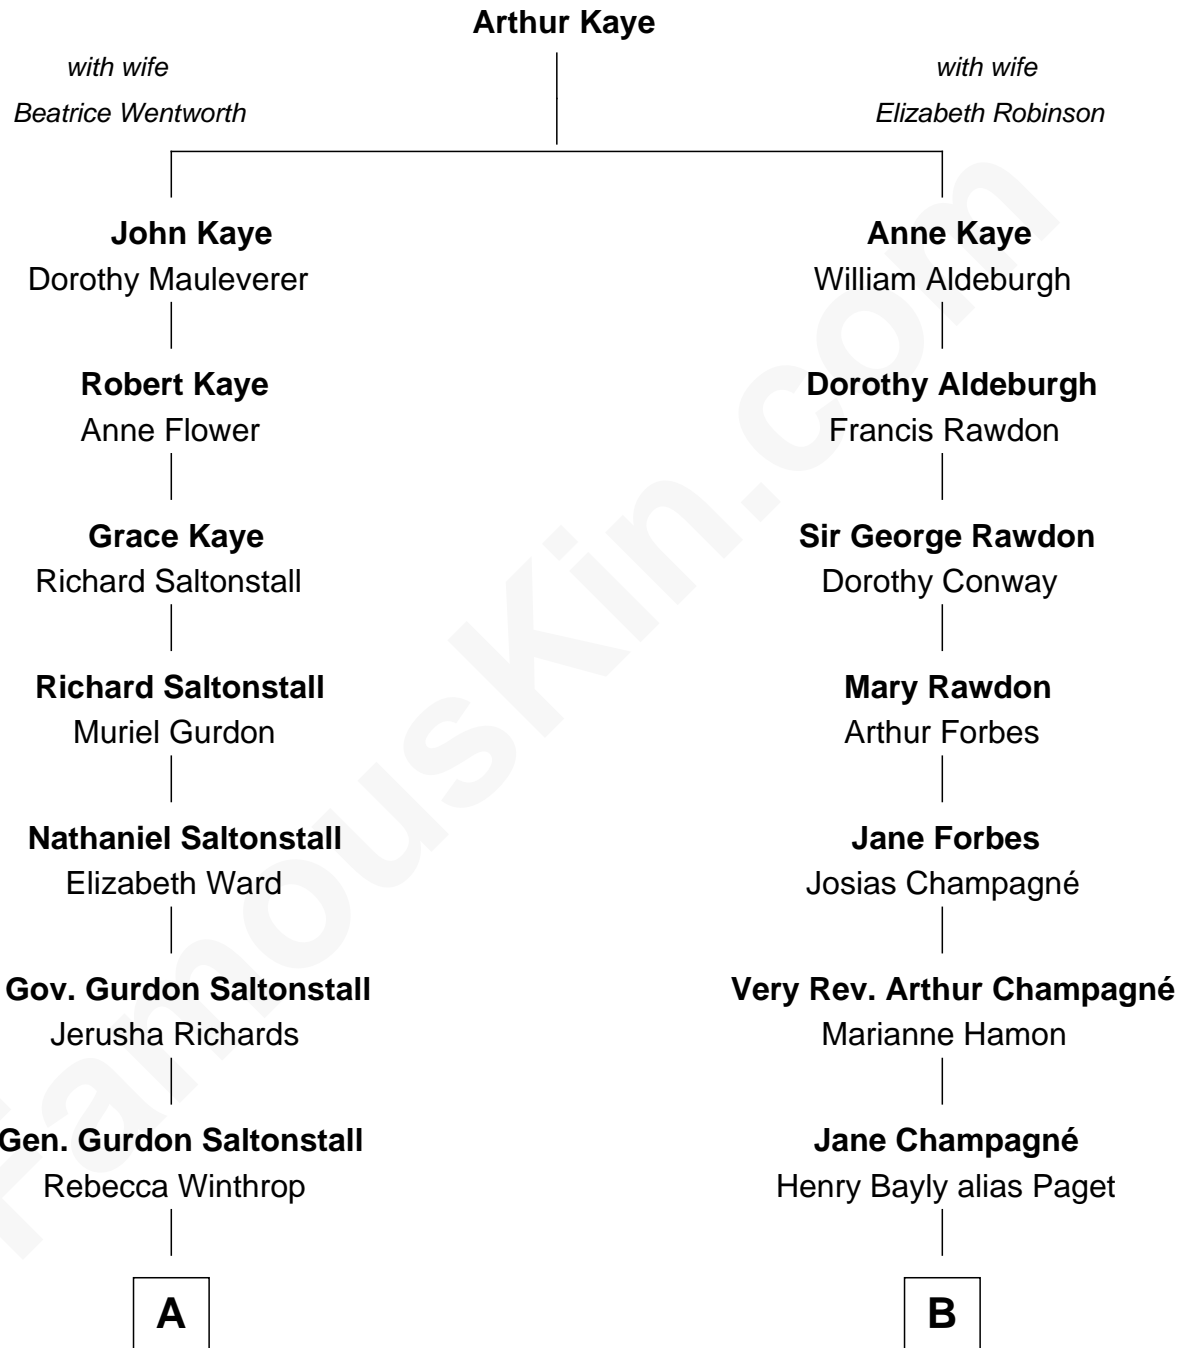 Arthur Kaye
with wife
Beatrice Wentworth
with wife
Elizabeth Robinson
John Kaye
Dorothy Mauleverer
Anne Kaye
William Aldeburgh
Robert Kaye
Anne Flower
Dorothy Aldeburgh
Francis Rawdon
Grace Kaye
Richard Saltonstall
Sir George Rawdon
Dorothy Conway
Richard Saltonstall
Muriel Gurdon
Mary Rawdon
Arthur Forbes
Nathaniel Saltonstall
Elizabeth Ward
Jane Forbes
Josias Champagné
Gov. Gurdon Saltonstall
Jerusha Richards
Very Rev. Arthur Champagné
Marianne Hamon
Gen. Gurdon Saltonstall
Rebecca Winthrop
Jane Champagné
Henry Bayly alias Paget
A
B
FamousKin.com